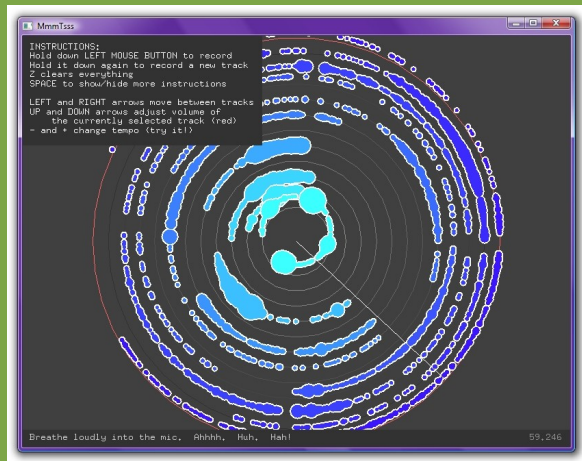 MmmTsss
INSTRUCTIONS:
Hold down LEFT MOUSE BUTTON to record
Hold it down again to record a new track
Z clears everything
SPACE to show/hide more instructions
LEFT and RIGHT arrows move between tracks
UP and DOWN arrows adjust volume of
the currently selected track (red)
- and + change tempo (try it!)
Breathe loudly into the mic. Ahhhh. Huh. Hah!
59.246